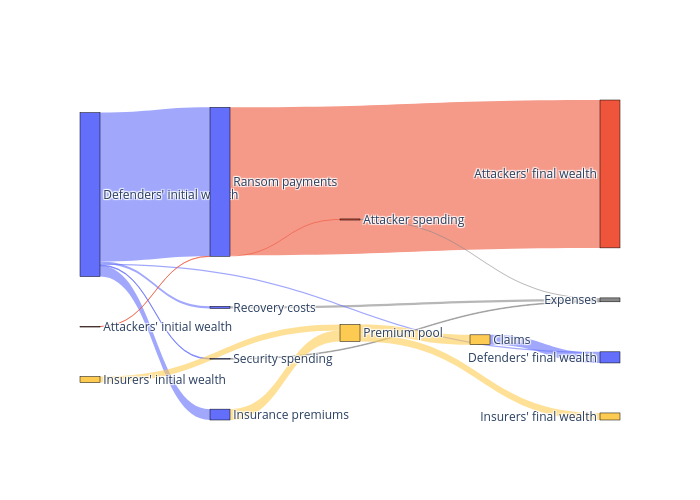 Defenders' initial wealth
Ransom payments
Attackers' final wealth
Attacker spending
Expenses
Recovery costs
Attackers' initial wealth
Premium pool
Claims
Security spending
Defenders' final wealth
Insurers' initial wealth
Insurance premiums
Insurers' final wealth